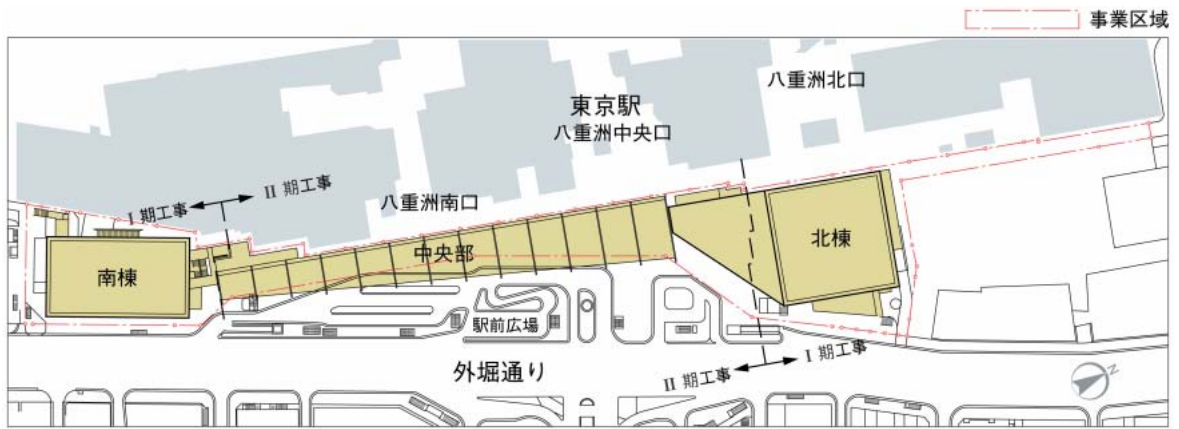 事業区域
八重洲北口
東京駅
八重洲中央口
II 期工事
I 期工事
八重洲南口
北棟
中央部
南棟
駅前広場
外堀通り
I 期工事
II 期工事
N